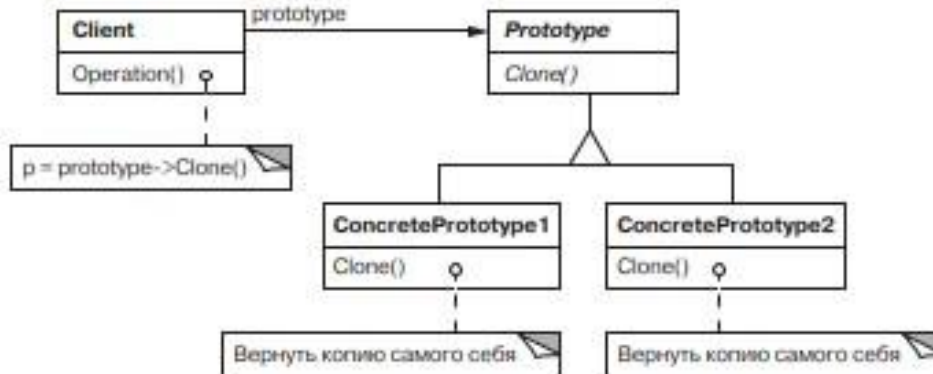 prototype
Client
Prototype
Operation()
Clone()
p = prototype->Clone()
ConcretePrototype1
ConcretePrototype2
Clone()
Clone()
Вернуть копию самого себя
Вернуть копию самого себя